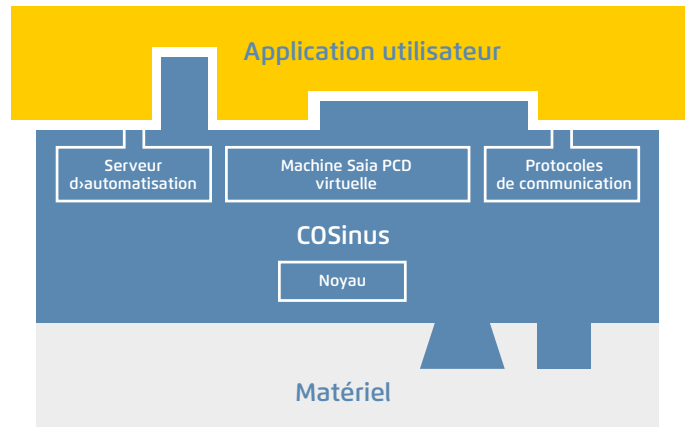 Application utilisateur
Serveur
d›automatisation
Machine Saia PCD
virtuelle
Protocoles
de communication
COSinus
Noyau
Matériel